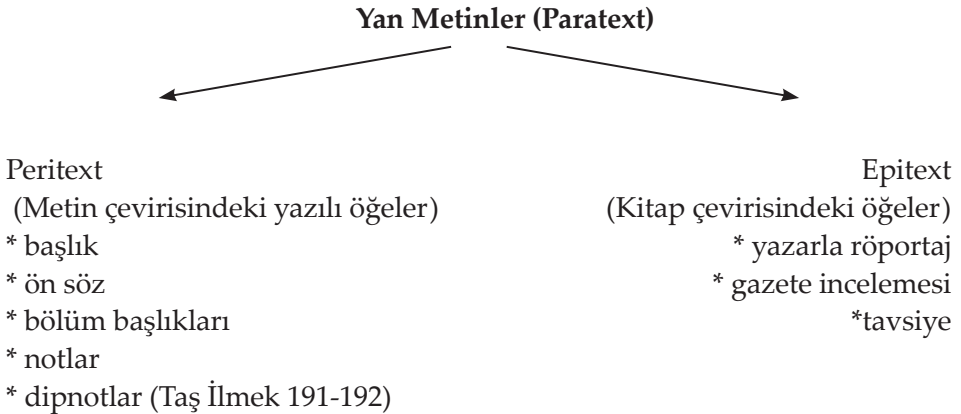 Yan Metinler (Paratext)
Peritext
(Metin çevirisindeki yazılı öğeler)
* başlık
* ön söz
* bölüm başlıkları
* notlar
* dipnotlar (Taş İlmek 191-192)
Epitext
(Kitap çevirisindeki öğeler)
* yazarla röportaj
* gazete incelemesi
*tavsiye